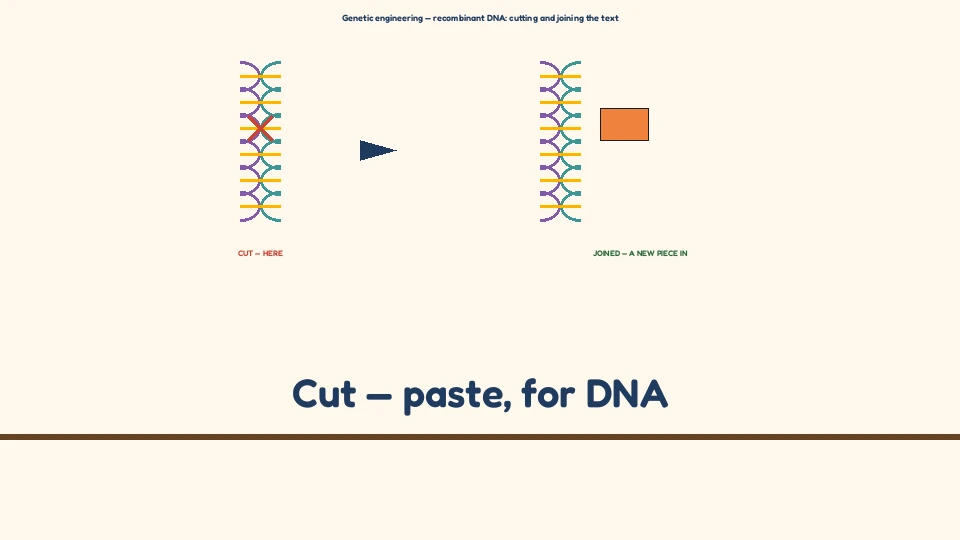 Genetic engineering — recombinant DNA: cutting and joining the text
CUT — HERE
JOINED — A NEW PIECE IN
Cut — paste, for DNA